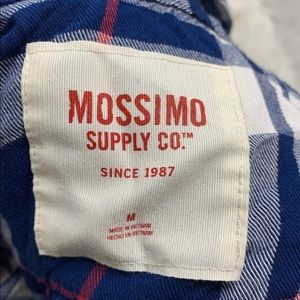 MOSSIMO
SUPPLY CO.™
SINCE 1987
M
MADE IN VIETNAM
HECHO EN VIETNAM